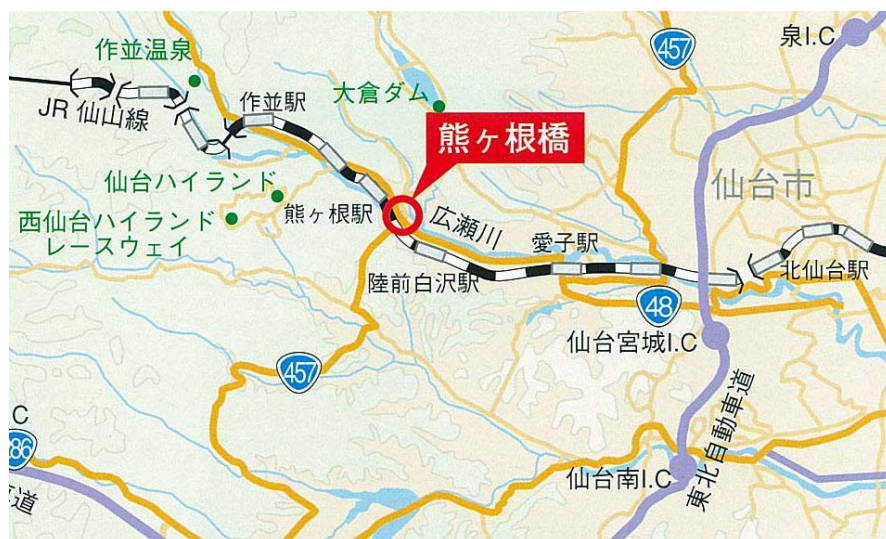 作並温泉
457
泉I.C
JR 仙山線
作並駅
大倉ダム
熊ヶ根橋
仙台市
仙台ハイランド
西仙台ハイランド
レースウェイ
熊ヶ根駅
広瀬川
愛子駅
陸前白沢駅
北仙台駅
48
仙台宮城I.C
457
C
86
東北自動車道
仙台南I.C
道